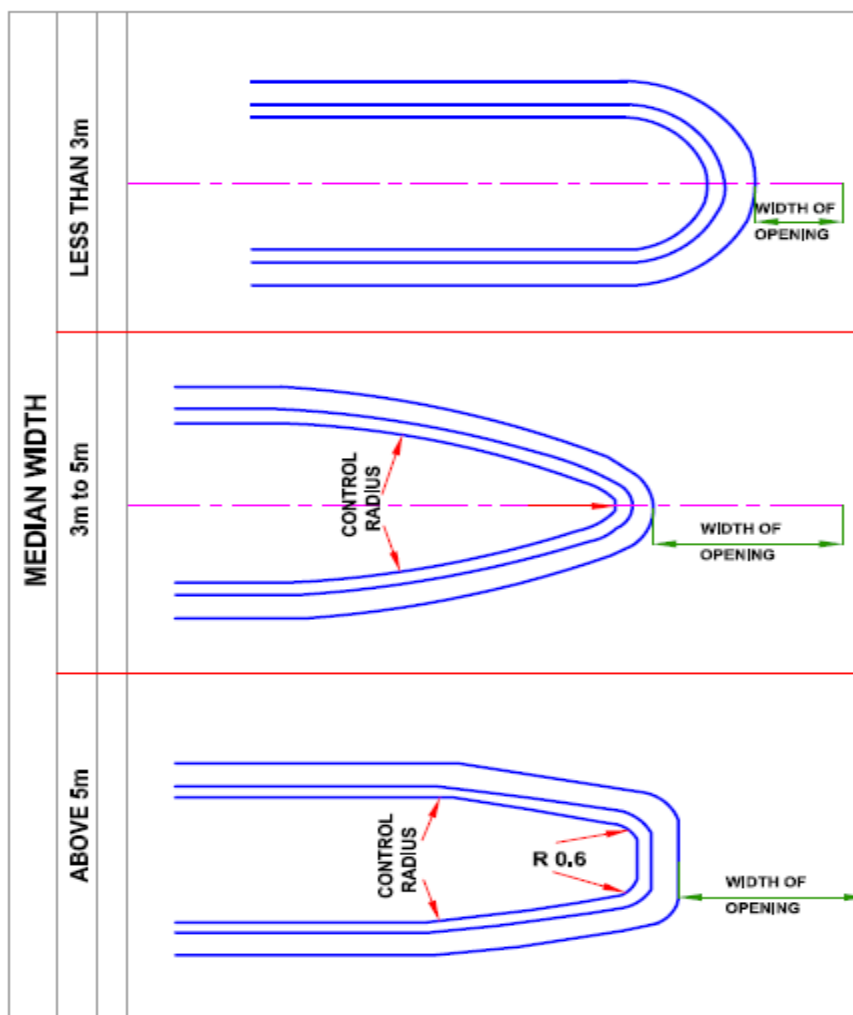 MEDIAN WIDTH
LESS THAN 3m
WIDTH OF
OPENING
3m to 5m
CONTROL
RADIUS
WIDTH OF
OPENING
ABOVE 5m
CONTROL
RADIUS
R 0.6
WIDTH OF
OPENING